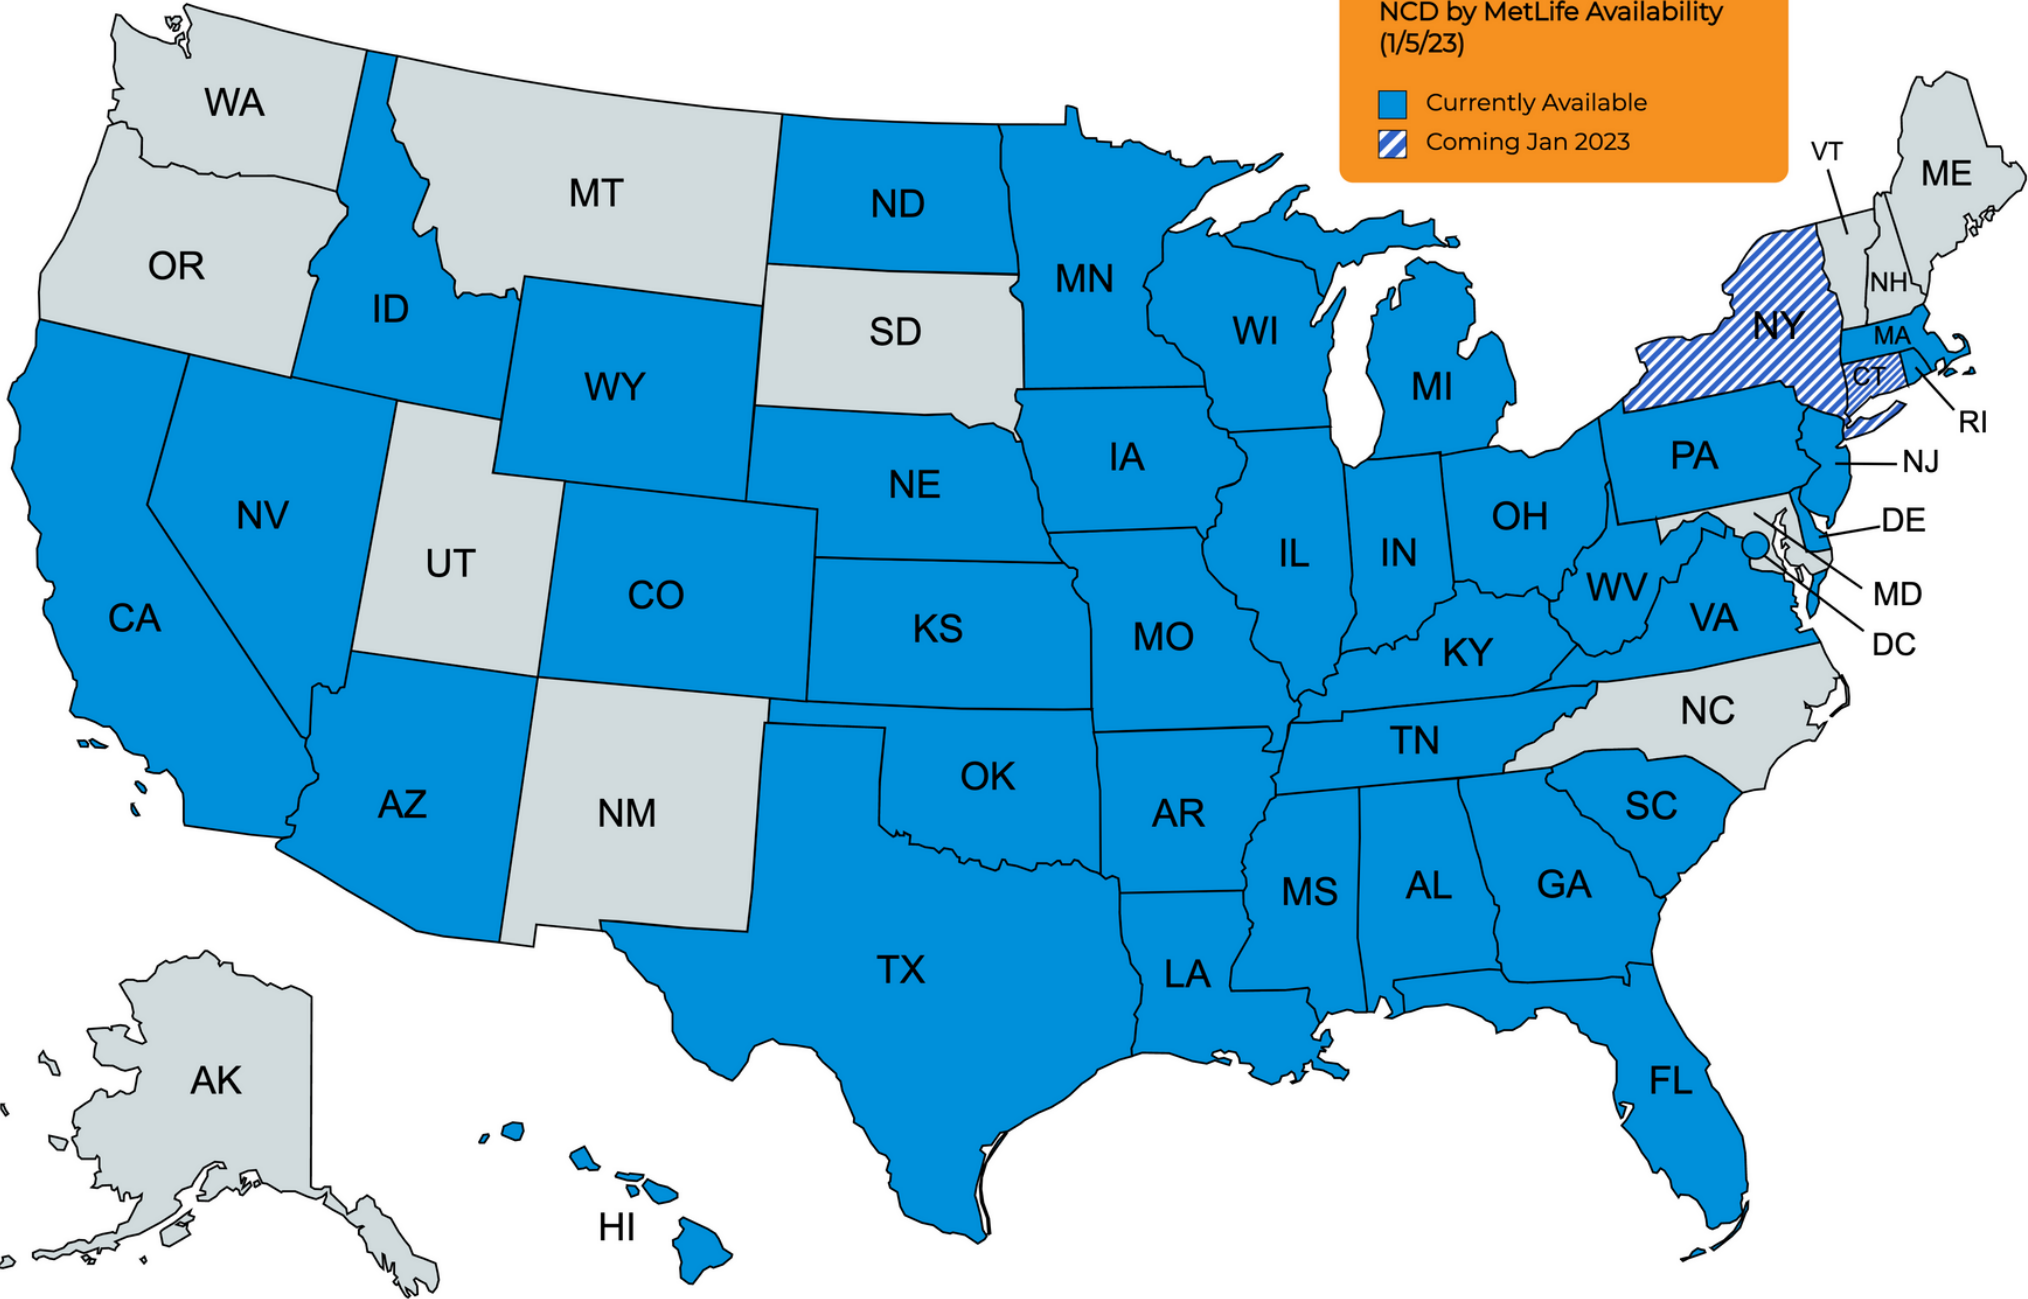 NCD by MetLife Availability
(1/5/23)
Currently Available
Coming Jan 2023
WA
OR
MT
ID
ND
MN
SD
WY
WI
MI
VT
ME
NH
NY
MA
CT
RI
NJ
PA
DE
MD
DC
NV
UT
CA
CO
NE
IA
KS
MO
IL
IN
OH
WV
VA
KY
NC
TN
AZ
NM
OK
AR
SC
MS
AL
GA
TX
LA
FL
AK
HI